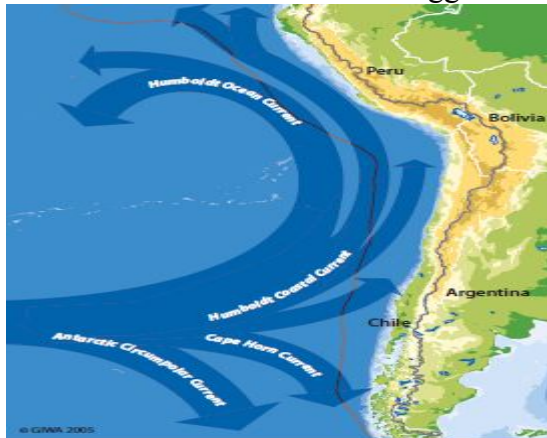 Peru
Humboldt Ocean Current
Bolivia
Humboldt Coastal Current
Argentina
Chile
Antarctic Circumpolar Current
Cape Horn Current
© GIWA 2005